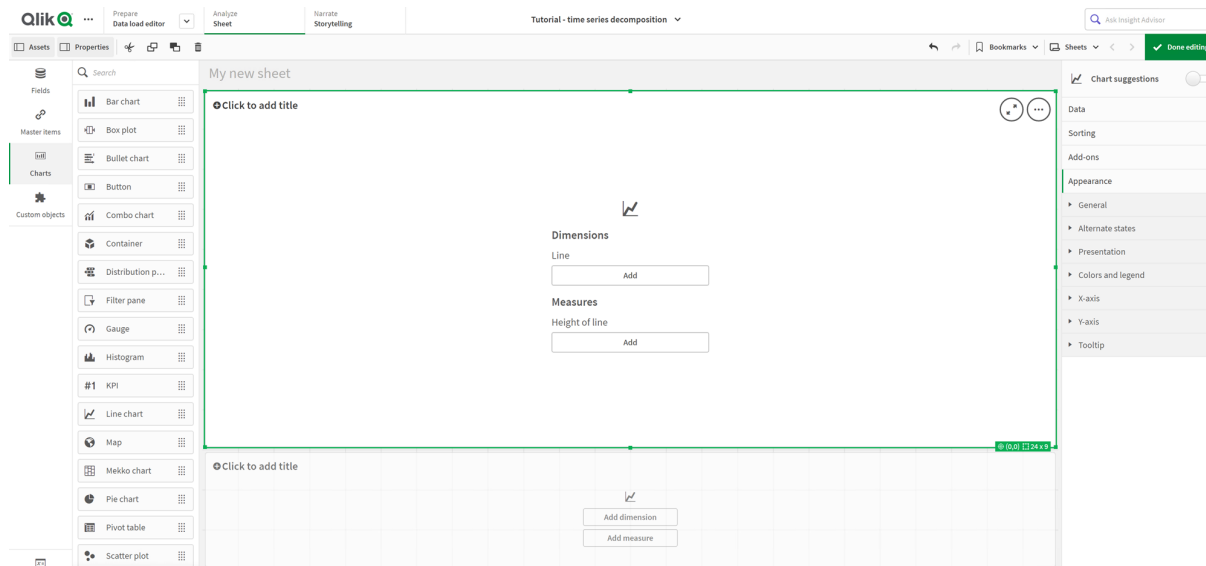 Qlik
Prepare
Data load editor
Analyze
Sheet
Narrate
Storytelling
Tutorial - time series decomposition
Ask Insight Advisor
Assets
Properties
Bookmarks
Sheets
Done editing
Fields
Master items
Charts
Custom objects
Search
Bar chart
Box plot
Bullet chart
Button
Combo chart
Container
Distribution p...
Filter pane
Gauge
Histogram
#1 KPI
Line chart
Map
Mekko chart
Pie chart
Pivot table
Scatter plot
My new sheet
Click to add title
Dimensions
Line
Add
Measures
Height of line
Add
(0,0) 24 x 9
Click to add title
Add dimension
Add measure
Chart suggestions
Data
Sorting
Add-ons
Appearance
General
Alternate states
Presentation
Colors and legend
X-axis
Y-axis
Tooltip